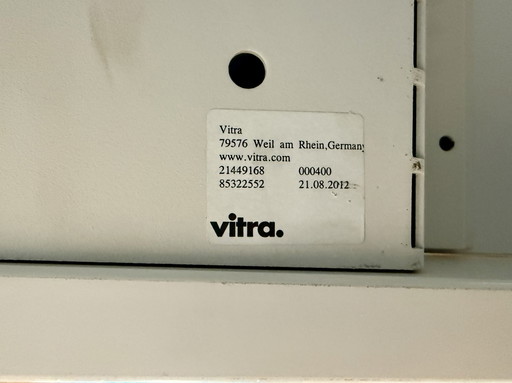 Vitra
79576 Weil am Rhein,Germany
www.vitra.com
21449168 000400
85322552 21.08.2012
vitra.